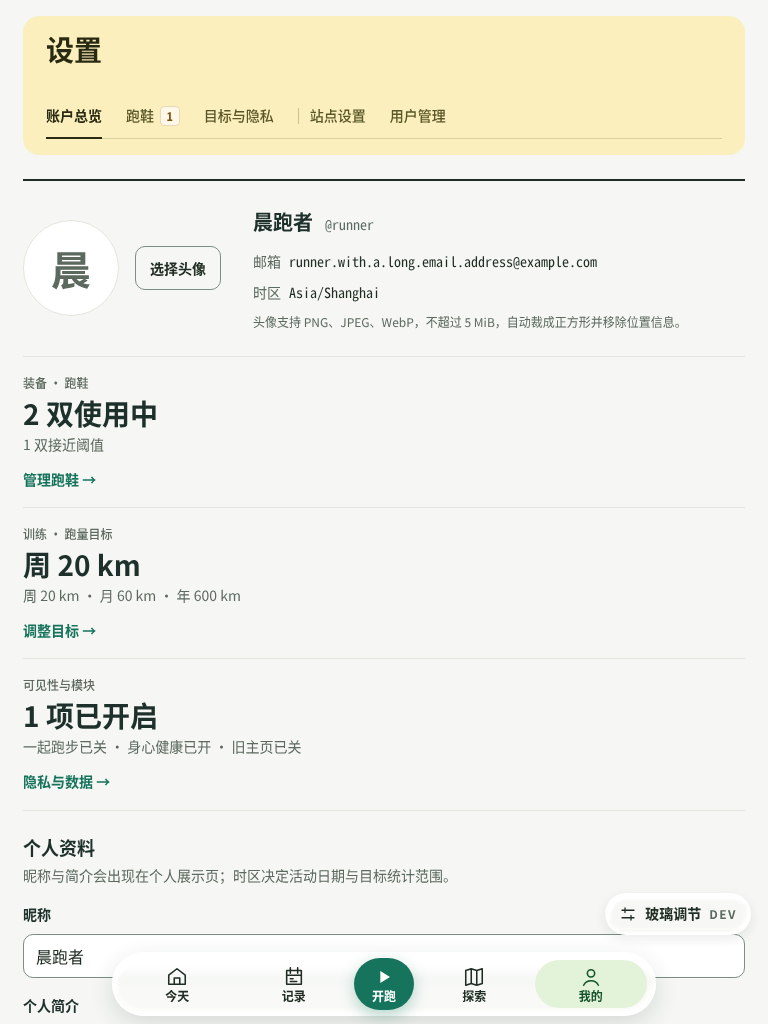 设置
账户总览 跑鞋 1 目标与隐私 站点设置 用户管理
晨
选择头像
晨跑者 @runner
邮箱 runner.with.a.long.email.address@example.com
时区 Asia/Shanghai
头像支持 PNG、JPEG、WebP，不超过 5 MiB，自动裁成正方形并移除位置信息。
装备 · 跑鞋
2 双使用中
1 双接近阈值
管理跑鞋 →
训练 · 跑量目标
周 20 km
周 20 km · 月 60 km · 年 600 km
调整目标 →
可见性与模块
1 项已开启
一起跑步已关 · 身心健康已开 · 旧主页已关
隐私与数据 →
个人资料
昵称与简介会出现在个人展示页；时区决定活动日期与目标统计范围。
昵称
玻璃调节 DEV
晨跑者
今天 记录 开跑 探索 我的
个人简介